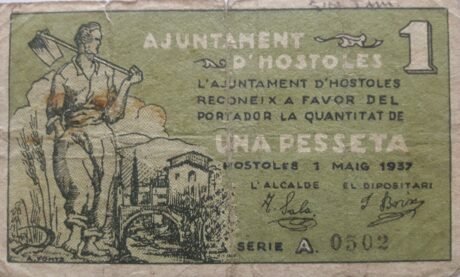 1
AJUNTAMENT
D'HOSTOLES
L'AJUNTAMENT D'HOSTOLES
RECONEIX A FAVOR DEL
PORTADOR LA QUANTITAT DE
UNA PESSETA
HOSTOLES 1 MAIG 1937
L'ALCALDE EL DIPOSITARI
SERIE A. 0502